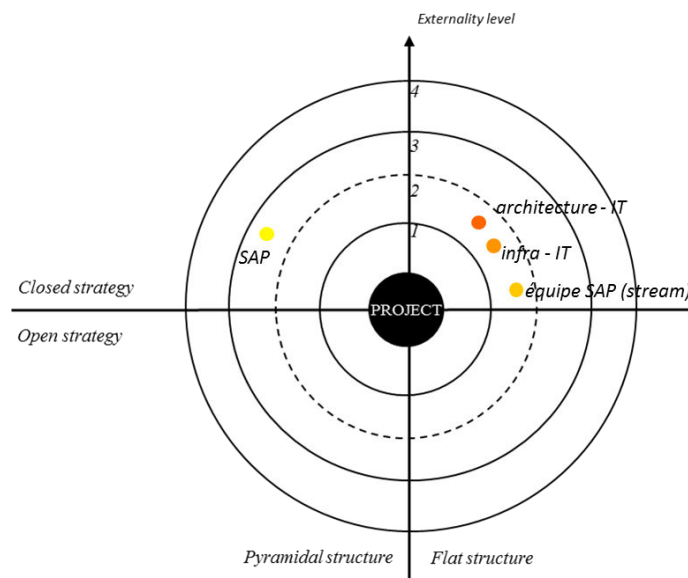 Externality level
4
3
2
1
architecture - IT
SAP
infra - IT
Closed strategy
equipe SAP (stream)
PROJECT
Open strategy
Pyramidal structure
Flat structure